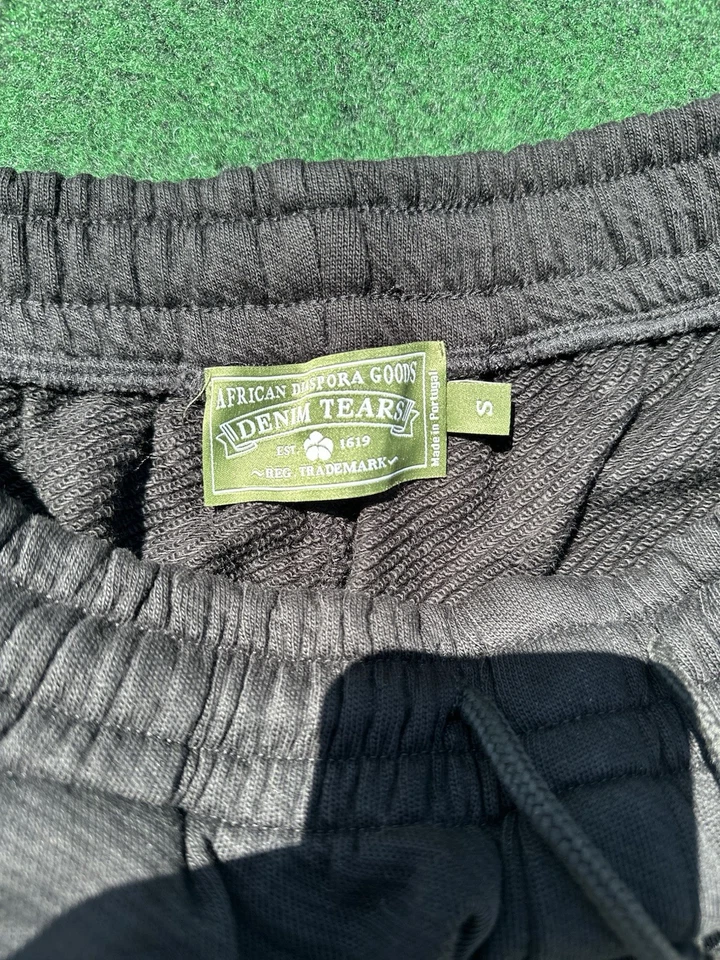 AFRICAN DIASPORA GOODS
DENIM TEARS
EST. 1619
REG TRADEMARK
Made in Portugal
S